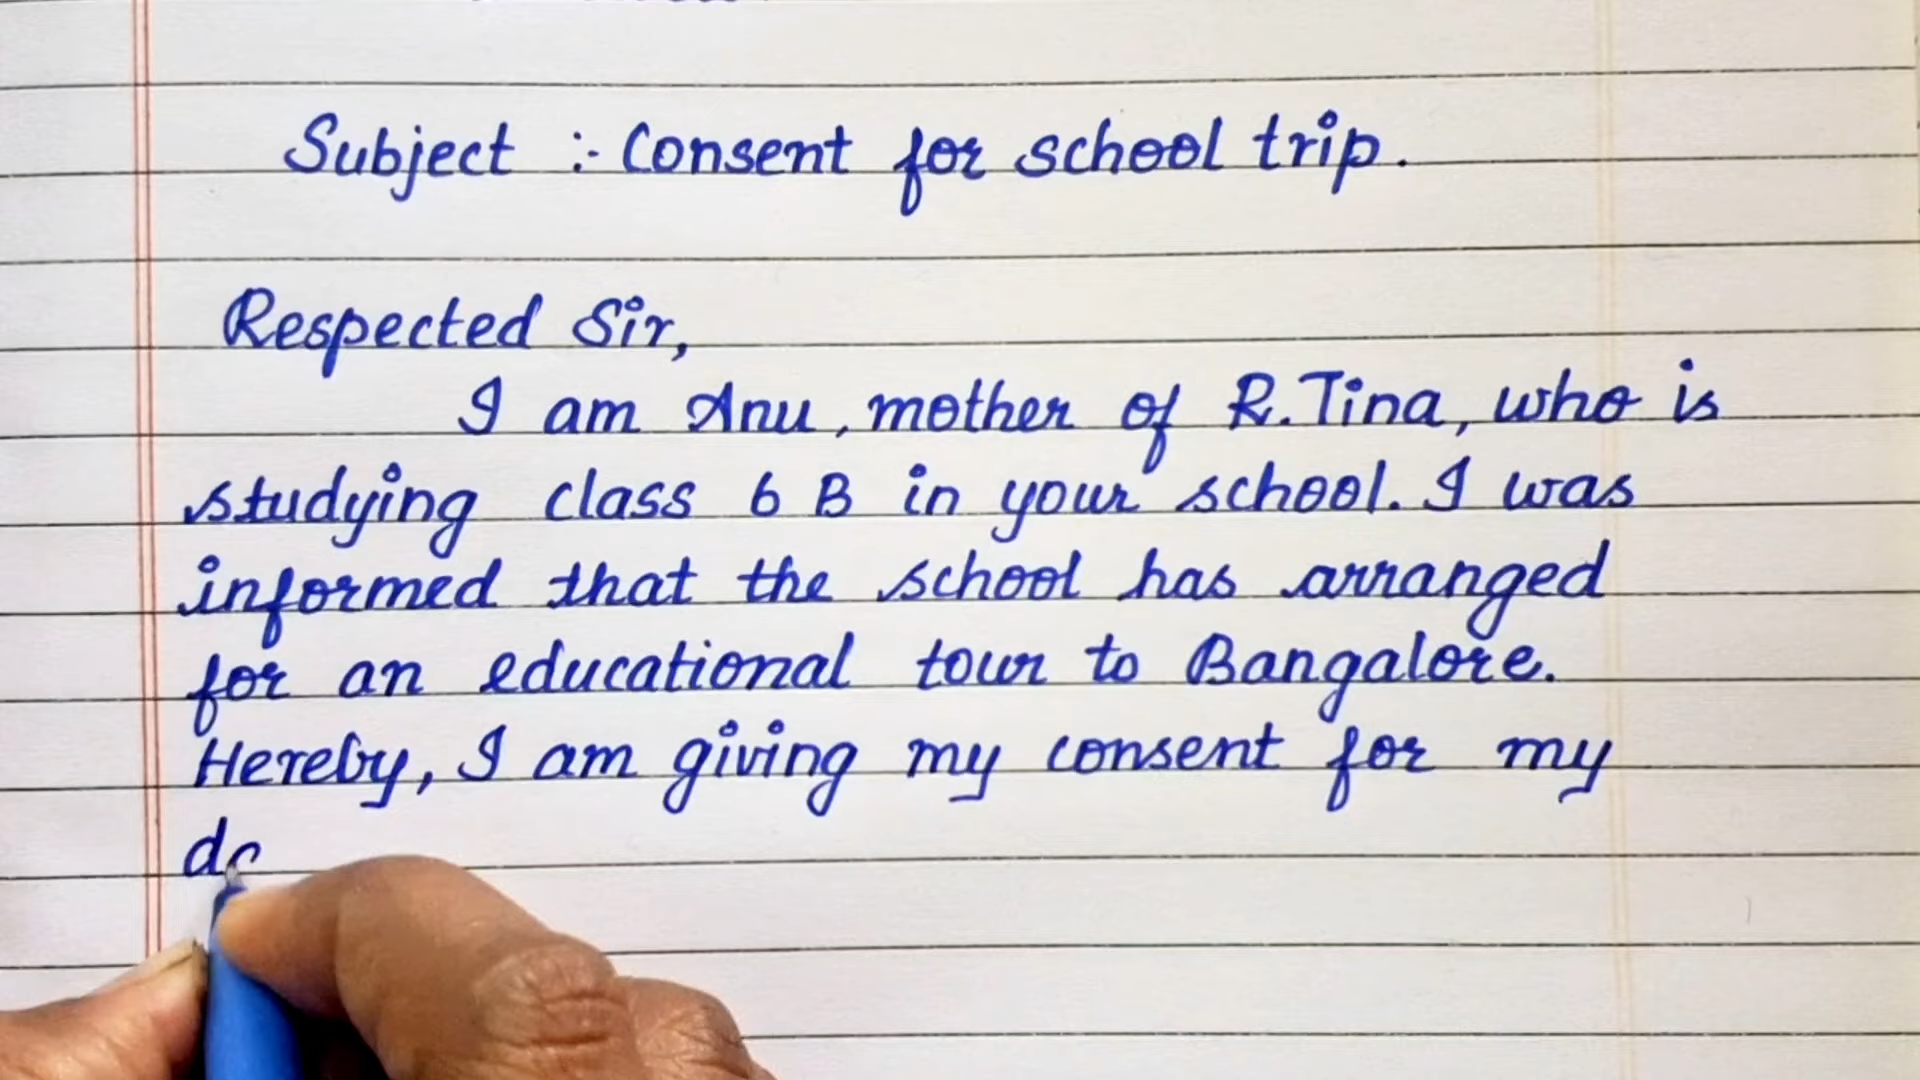 Subject :- Consent for school trip.
Respected Sir,
I am Anu, mother of R. Tina, who is
studying class 6 B in your school. I was
informed that the school has arranged
for an educational tour to Bangalore.
Hereby, I am giving my consent for my